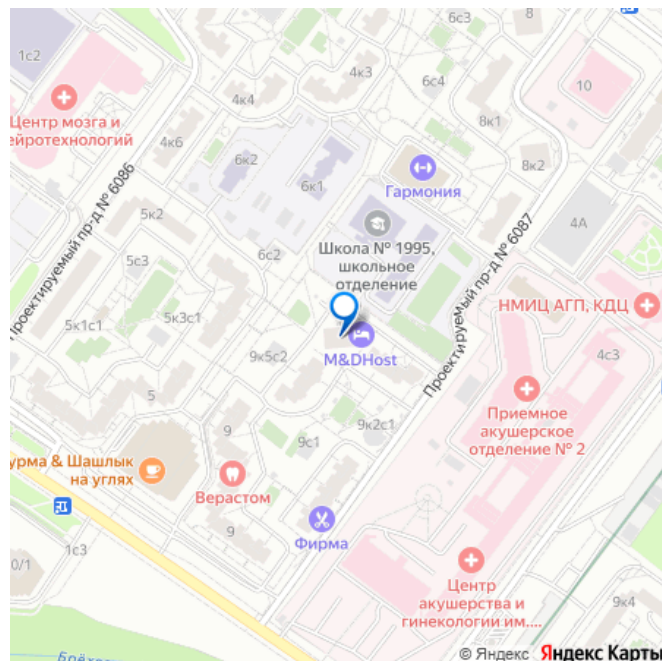 6с3
8
1с2
4к3
6с4
10
Центр мозга и
нейротехнологий
4к4
8к1
4к6
6к2
6к1
8к2
Гармония
Проектируемый пр-д № 6086
5к2
Школа № 1995,
школьное
отделение
4А
6с2
Проектируемый пр-д № 6087
5с3
НМИЦ АГП, КДЦ
5к1с1
5к3с1
9к5с2
M&DHost
4с3
5
Приемное
акушерское
отделение № 2
9
9к2с1
9с1
урма & Шашлык
на углях
Верастом
9
Фирма
1с3
0/1
Центр
акушерства и
гинекологии им....
9к4
© Яндекс Яндекс Карты